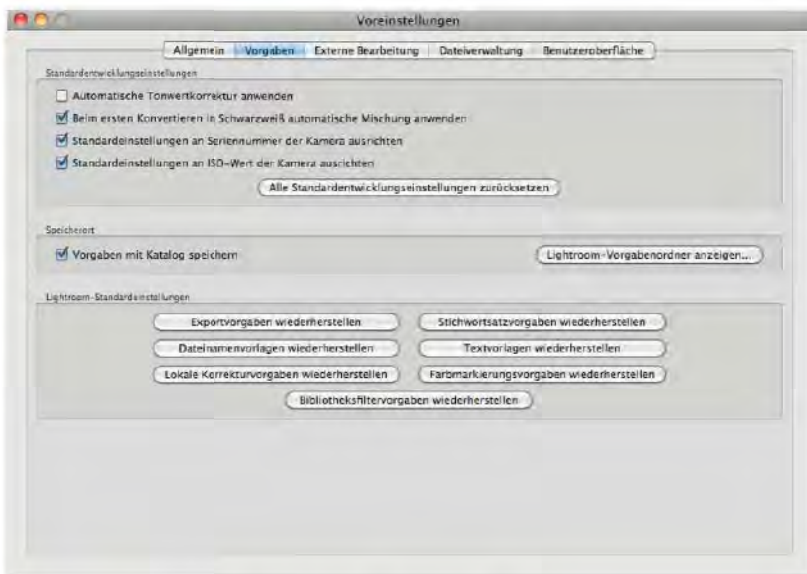 Voreinstellungen
Allgemein Vorgaben Externe Bearbeitung Dateiverwaltung Benutzeroberfläche
Standardentwicklungseinstellungen
Automatische Tonwertkorrektur anwenden
Beim ersten Konvertieren in Schwarzweiß automatische Mischung anwenden
Standardeinstellungen an Seriennummer der Kamera ausrichten
Standardeinstellungen an ISO-Wert der Kamera ausrichten
Alle Standardentwicklungseinstellungen zurücksetzen
Speicherort
Vorgaben mit Katalog speichern Lightroom-Vorgabenordner anzeigen...
Lightroom-Standardeinstellungen
Exportvorgaben wiederherstellen Stichwortsatzvorgaben wiederherstellen
Dateinamenvorlagen wiederherstellen Textvorlagen wiederherstellen
Lokale Korrekturvorgaben wiederherstellen Farbmarkierungsvorgaben wiederherstellen
Bibliotheksfiltervorgaben wiederherstellen